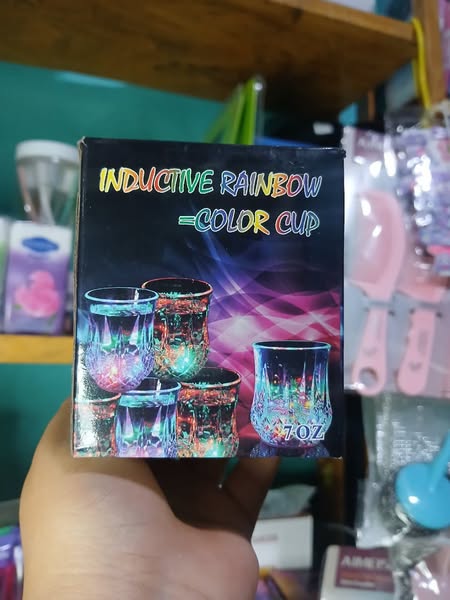 INDUCTIVE RAINBOW
=COLOR CUP
7OZ